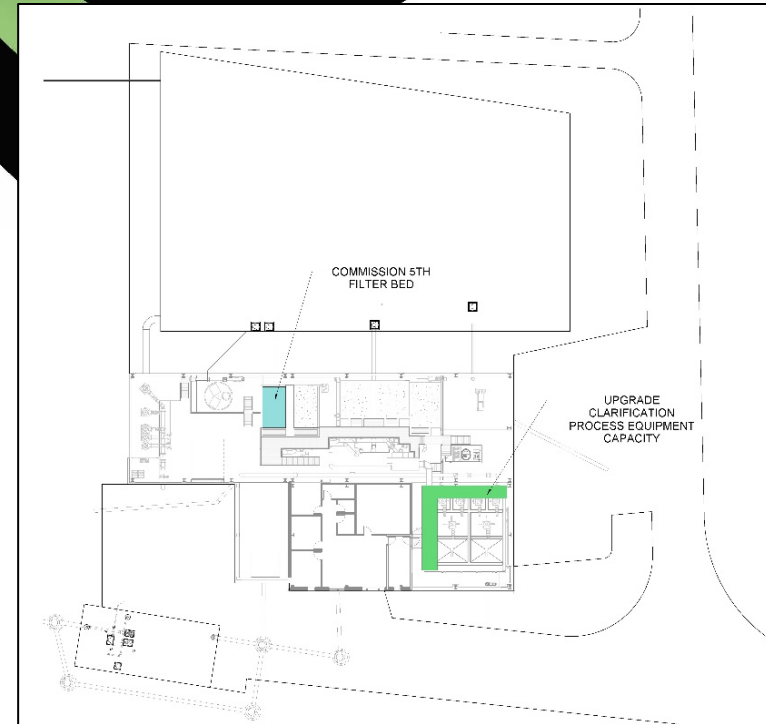 COMMISSION 5TH
FILTER BED
UPGRADE
CLARIFICATION
PROCESS EQUIPMENT
CAPACITY